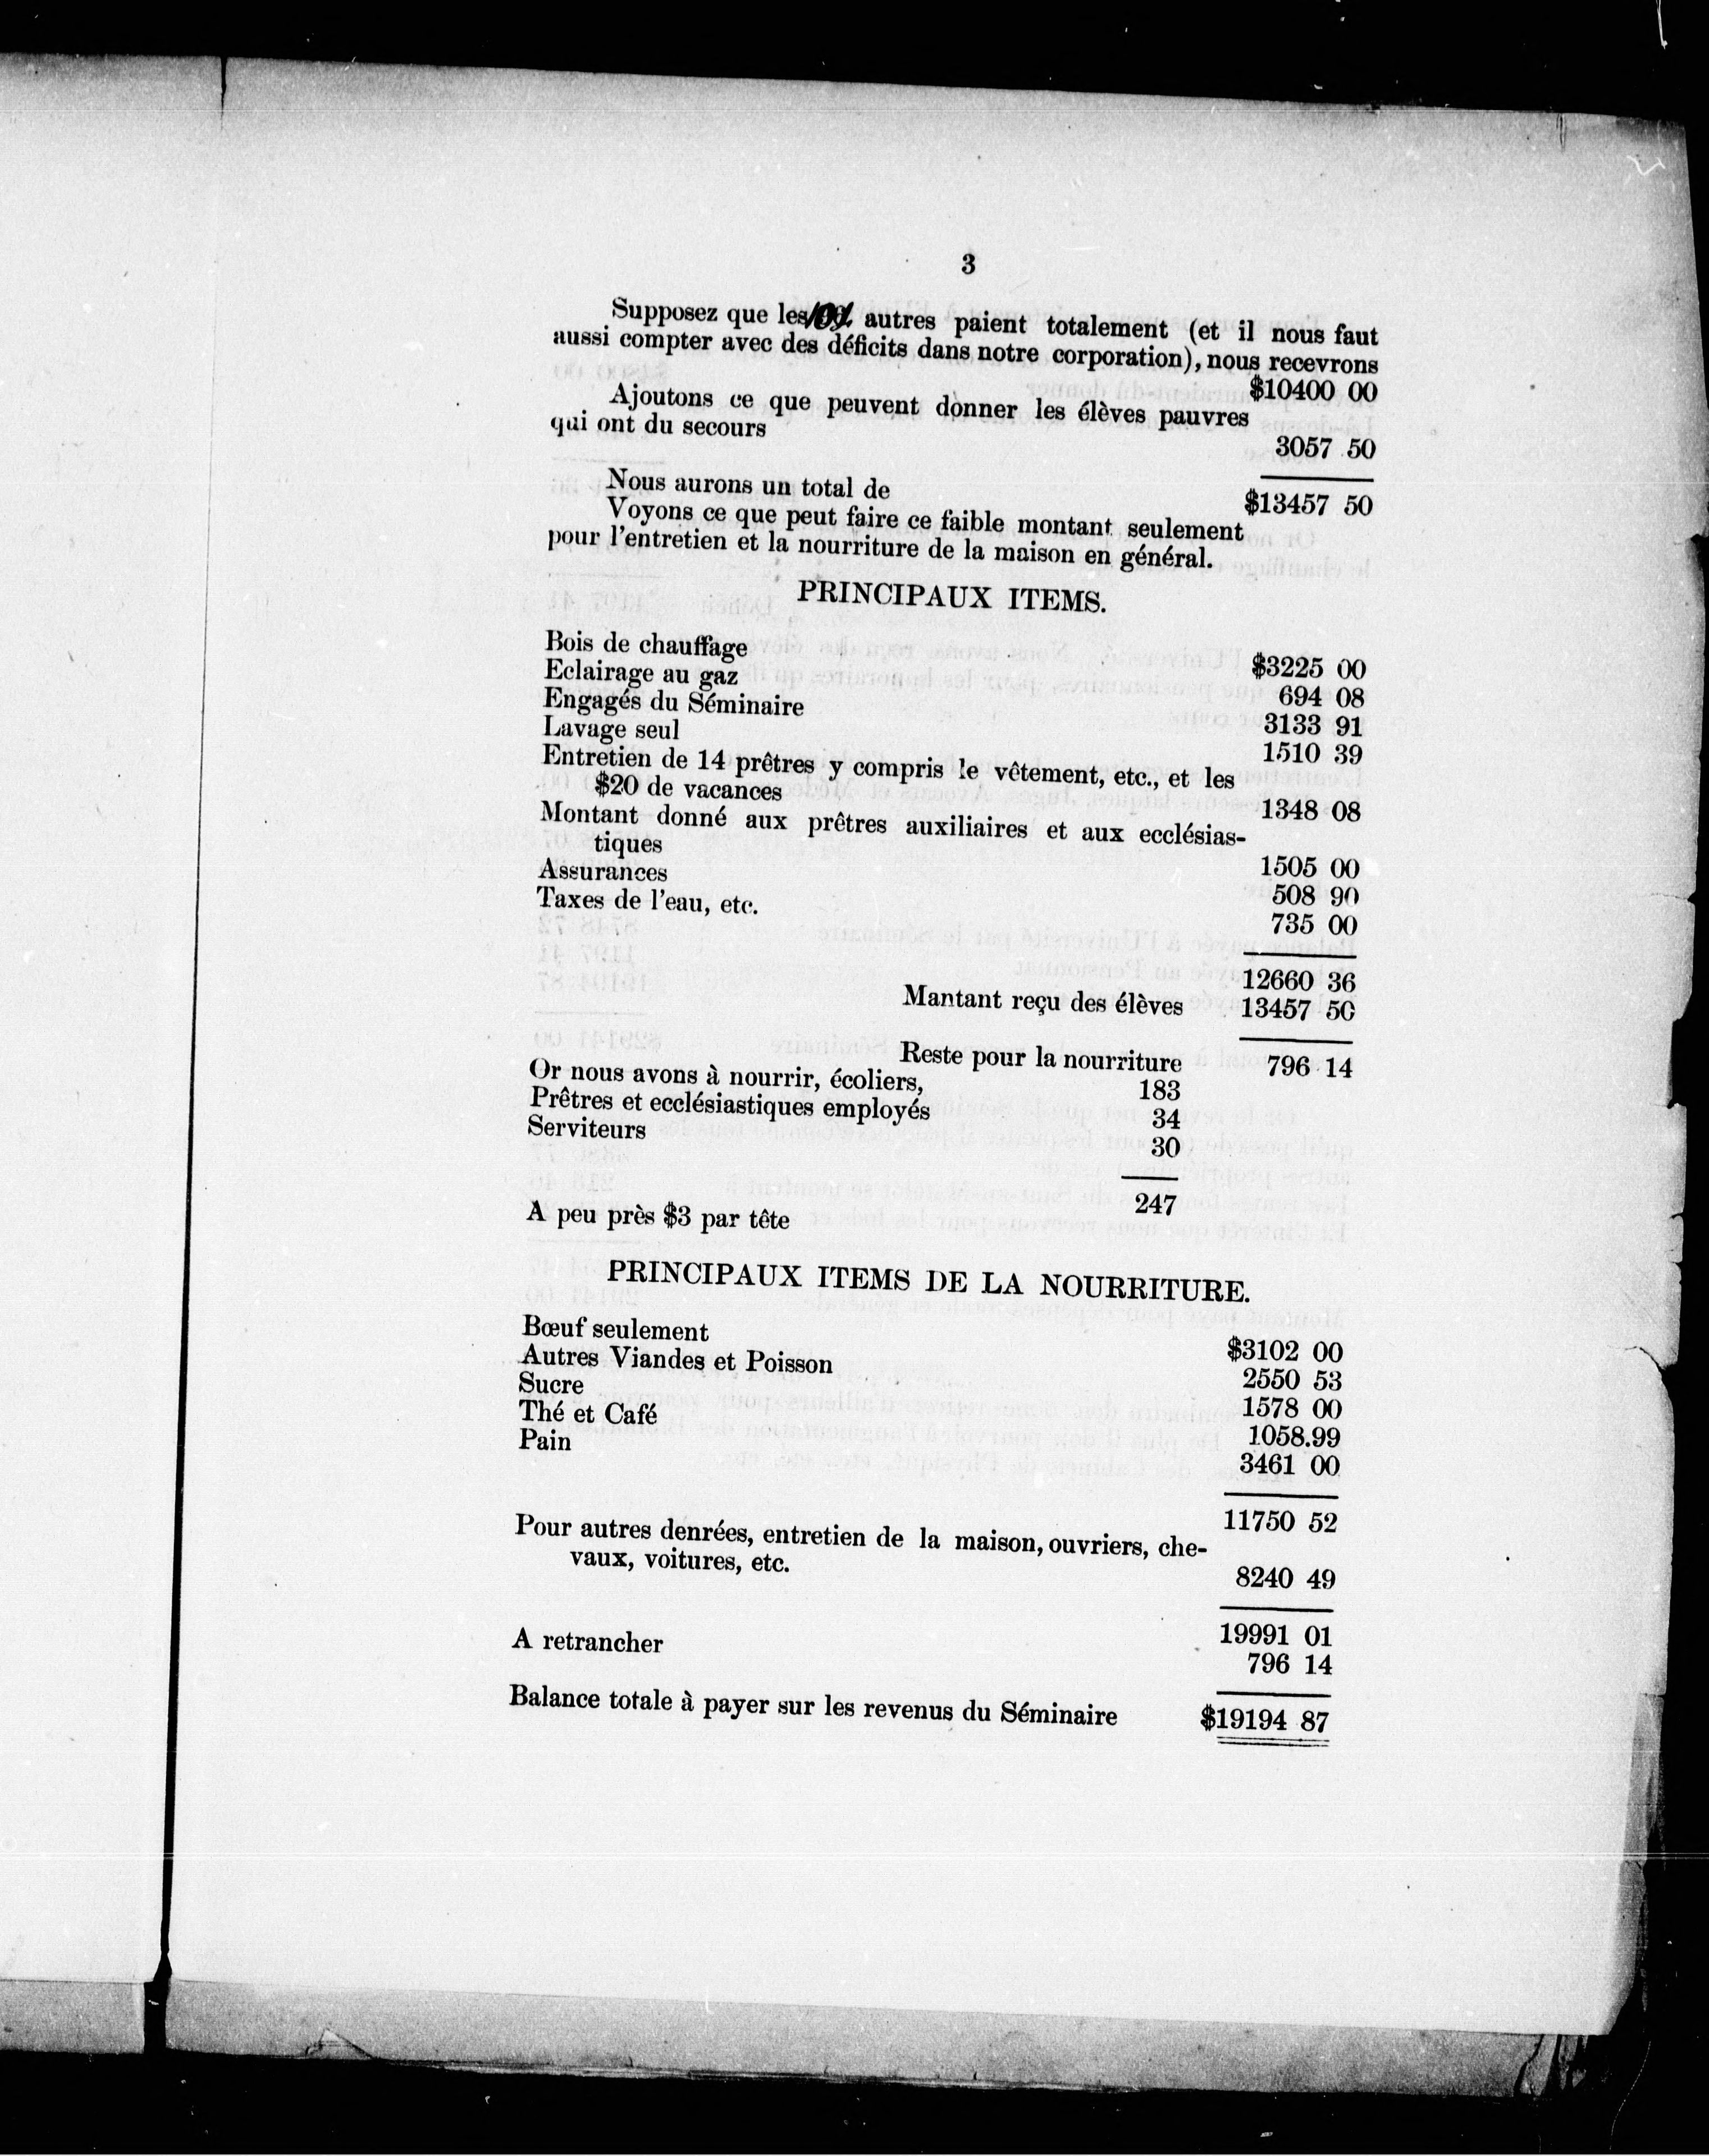 3
Supposez que les autres paient totalement (et il nous faut
aussi compter avec des déficits dans notre corporation), nous recevrons
$10400 00
Ajoutons ce que peuvent donner les élèves pauvres
qui ont du secours
3057 50
Nous aurons un total de $13457 50
Voyons ce que peut faire ce faible montant seulement
pour l'entretien et la nourriture de la maison en général.
PRINCIPAUX ITEMS.
Bois de chauffage $3225 00
Eclairage au gaz 694 08
Engagés du Séminaire 3133 91
Lavage seul 1510 39
Entretien de 14 prêtres y compris le vêtement, etc., et les
$20 de vacances 1348 08
Montant donné aux prêtres auxiliaires et aux ecclésias-
tiques 1505 00
Assurances 508 90
Taxes de l'eau, etc. 735 00
12660 36
Mantant reçu des élèves 13457 50
Reste pour la nourriture 796 14
Or nous avons à nourrir, écoliers, 183
Prêtres et ecclésiastiques employés 34
Serviteurs 30
247
A peu près $3 par tête
PRINCIPAUX ITEMS DE LA NOURRITURE.
Bœuf seulement $3102 00
Autres Viandes et Poisson 2550 53
Sucre 1578 00
Thé et Café 1058.99
Pain 3461 00
11750 52
Pour autres denrées, entretien de la maison, ouvriers, che-
vaux, voitures, etc. 8240 49
19991 01
A retrancher 796 14
Balance totale à payer sur les revenus du Séminaire $19194 87